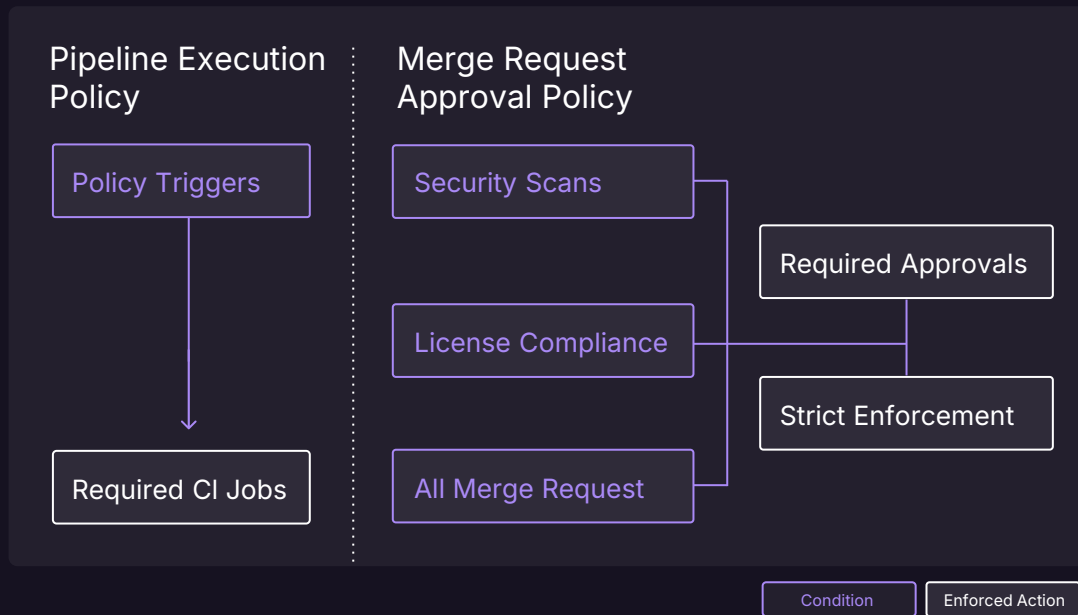 Pipeline Execution
Policy
Policy Triggers
Required CI Jobs
Merge Request
Approval Policy
Security Scans
License Compliance
All Merge Request
Required Approvals
Strict Enforcement
Condition
Enforced Action